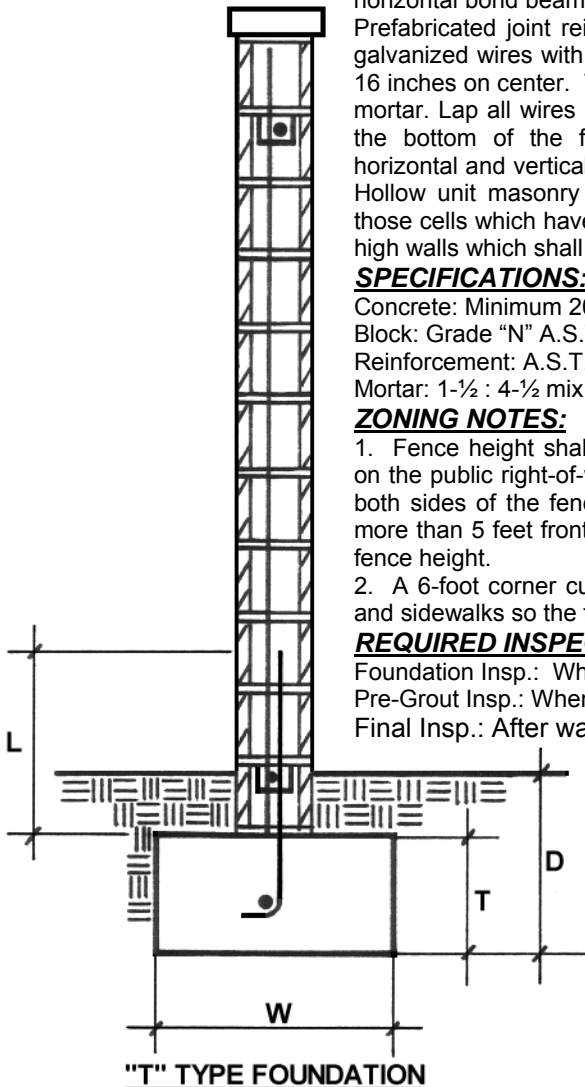 horizontal bond beam
Prefabricated joint rei
galvanized wires with
16 inches on center.
mortar. Lap all wires
the bottom of the f
horizontal and vertical
Hollow unit masonry
those cells which have
high walls which shall
SPECIFICATIONS:
Concrete: Minimum 20
Block: Grade “N” A.S.
Reinforcement: A.S.T.
Mortar: 1-½ : 4-½ mix
ZONING NOTES:
1. Fence height shal
on the public right-of-
both sides of the fenc
more than 5 feet front
fence height.
2. A 6-foot corner cu
and sidewalks so the
REQUIRED INSPE
Foundation Insp.: Wh
Pre-Grout Insp.: When
Final Insp.: After wa
L
D
T
W
"T" TYPE FOUNDATION